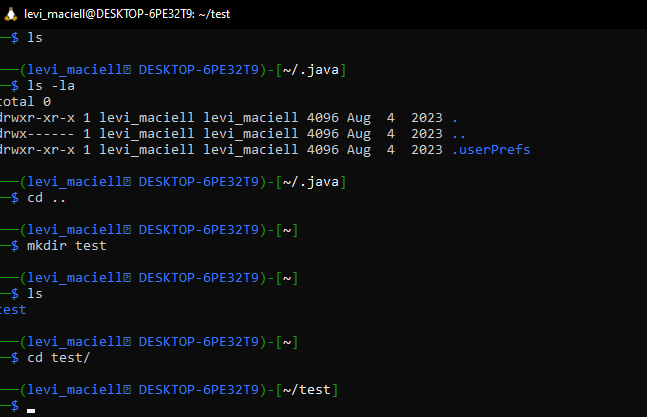 levi_maciell@DESKTOP-6PE32T9: ~/test
─$ ls
──(levi_maciell⍰ DESKTOP-6PE32T9)-[~/.java]
─$ ls -la
total 0
drwxr-xr-x 1 levi_maciell levi_maciell 4096 Aug  4  2023 .
drwx------ 1 levi_maciell levi_maciell 4096 Aug  4  2023 ..
drwxr-xr-x 1 levi_maciell levi_maciell 4096 Aug  4  2023 .userPrefs
──(levi_maciell⍰ DESKTOP-6PE32T9)-[~/.java]
─$ cd ..
──(levi_maciell⍰ DESKTOP-6PE32T9)-[~]
─$ mkdir test
──(levi_maciell⍰ DESKTOP-6PE32T9)-[~]
─$ ls
test
──(levi_maciell⍰ DESKTOP-6PE32T9)-[~]
─$ cd test/
──(levi_maciell⍰ DESKTOP-6PE32T9)-[~/test]
─$